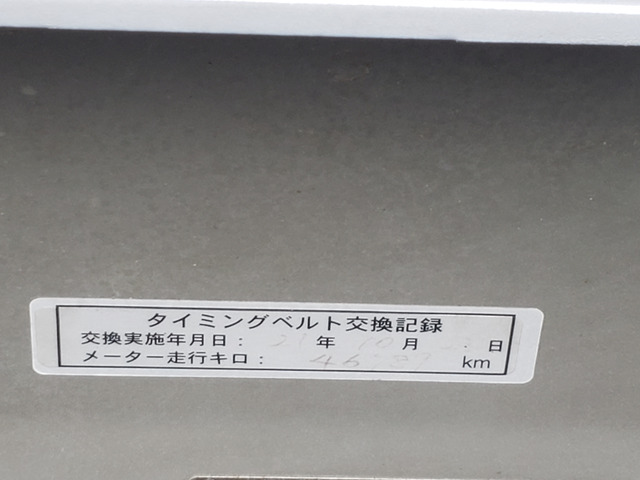 タイミングベルト交換記録
交換実施年月日: 年 10 月 日
メーター走行キロ: km